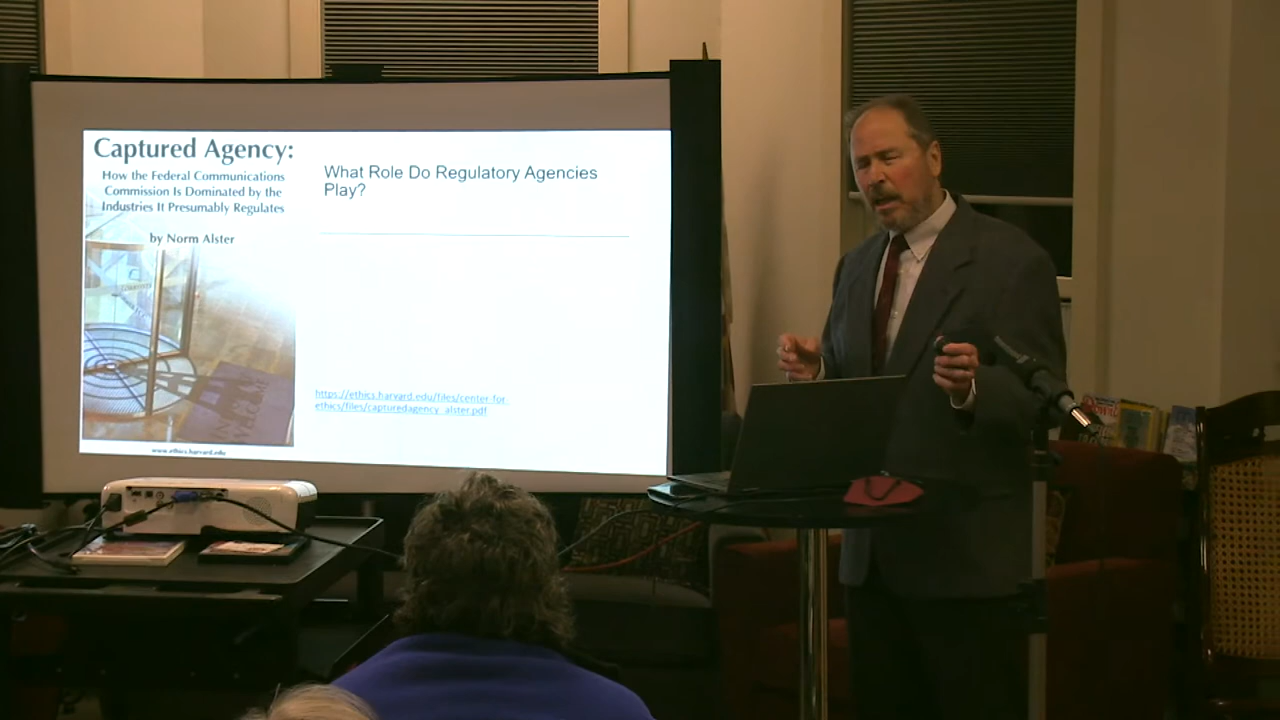 Captured Agency:
How the Federal Communications
Commission Is Dominated by the
Industries It Presumably Regulates
by Norm Alster
www.ethics.harvard.edu
What Role Do Regulatory Agencies
Play?
https://ethics.harvard.edu/files/center-for-
ethics/files/capturedagency_alster.pdf